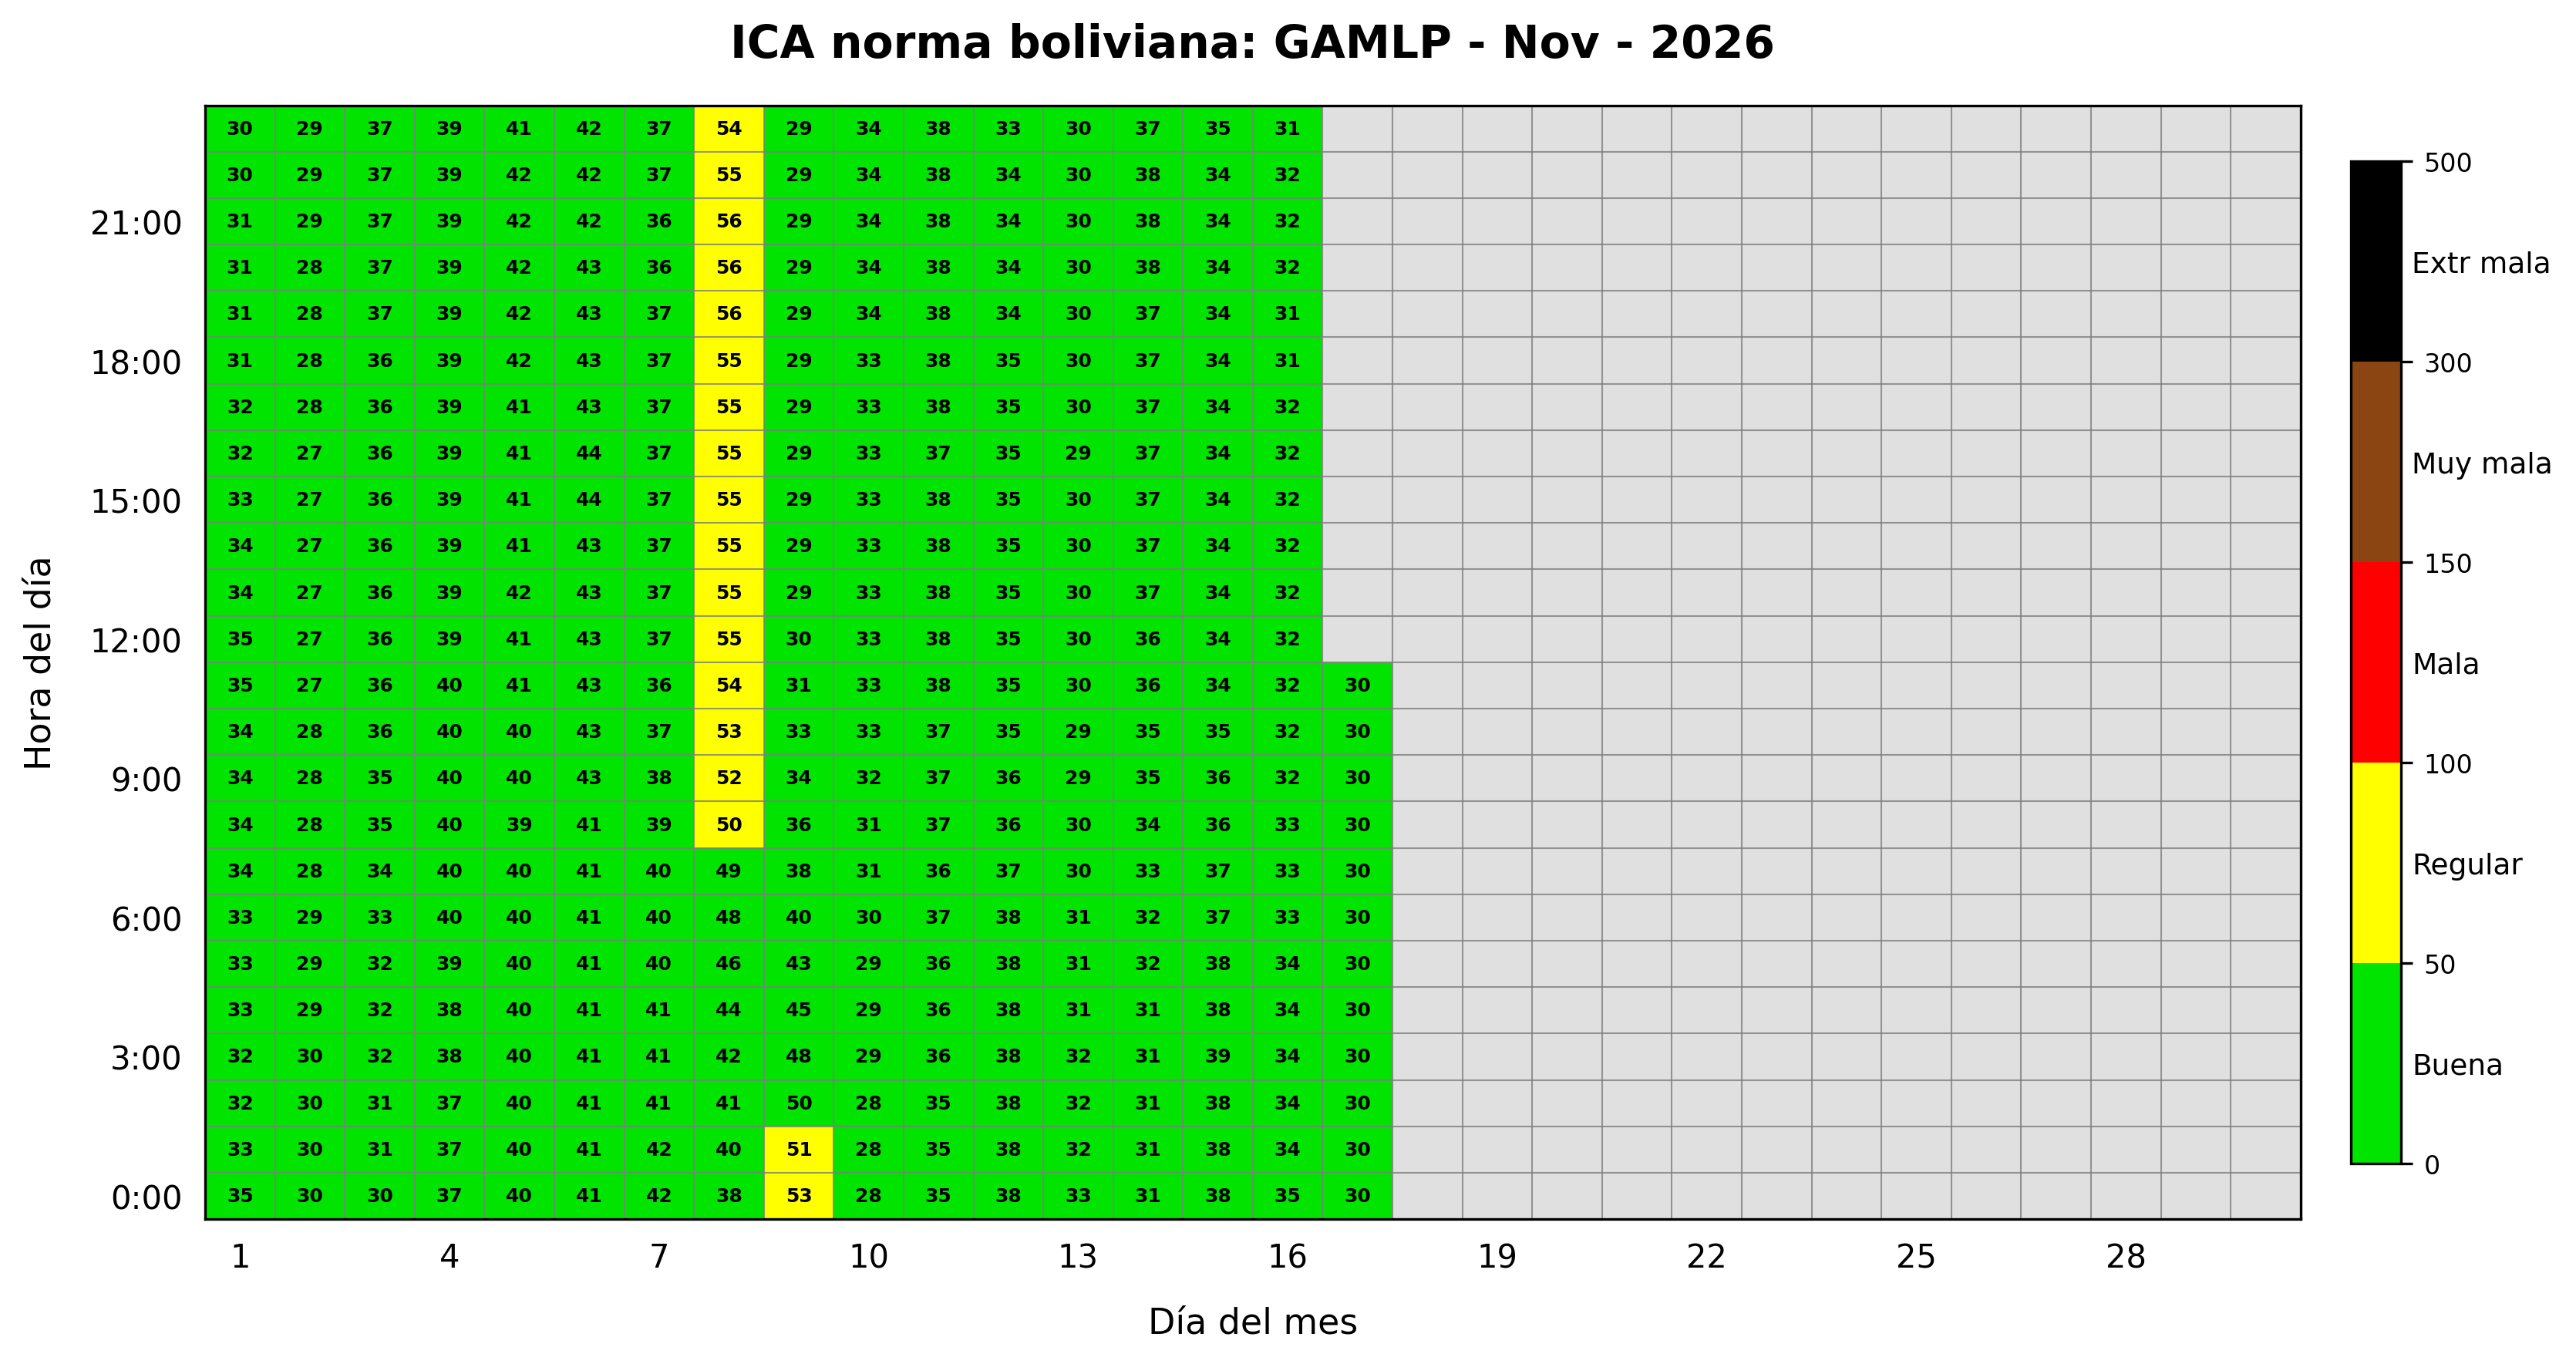 ICA norma boliviana: GAMLP - Nov - 2026
30 29 37 39 41 42 37 54 29 34 38 33 30 37 35 31
30 29 37 39 42 42 37 55 29 34 38 34 30 38 34 32
21:00 31 29 37 39 42 42 36 56 29 34 38 34 30 38 34 32
31 28 37 39 42 43 36 56 29 34 38 34 30 38 34 32
31 28 37 39 42 43 37 56 29 34 38 34 30 37 34 31
18:00 31 28 36 39 42 43 37 55 29 33 38 35 30 37 34 31
32 28 36 39 41 43 37 55 29 33 38 35 30 37 34 32
32 27 36 39 41 44 37 55 29 33 37 35 29 37 34 32
15:00 33 27 36 39 41 44 37 55 29 33 38 35 30 37 34 32
34 27 36 39 41 43 37 55 29 33 38 35 30 37 34 32
34 27 36 39 42 43 37 55 29 33 38 35 30 37 34 32
12:00 35 27 36 39 41 43 37 55 30 33 38 35 30 36 34 32
35 27 36 40 41 43 36 54 31 33 38 35 30 36 34 32 30
34 28 36 40 40 43 37 53 33 33 37 35 29 35 35 32 30
9:00 34 28 35 40 40 43 38 52 34 32 37 36 29 35 36 32 30
34 28 35 40 39 41 39 50 36 31 37 36 30 34 36 33 30
34 28 34 40 40 41 40 49 38 31 36 37 30 33 37 33 30
6:00 33 29 33 40 40 41 40 48 40 30 37 38 31 32 37 33 30
33 29 32 39 40 41 40 46 43 29 36 38 31 32 38 34 30
33 29 32 38 40 41 41 44 45 29 36 38 31 31 38 34 30
3:00 32 30 32 38 40 41 41 42 48 29 36 38 32 31 39 34 30
32 30 31 37 40 41 41 41 50 28 35 38 32 31 38 34 30
33 30 31 37 40 41 42 40 51 28 35 38 32 31 38 34 30
0:00 35 30 30 37 40 41 42 38 53 28 35 38 33 31 38 35 30
1 4 7 10 13 16 19 22 25 28
Día del mes
Hora del día
500
Extr mala
300
Muy mala
150
Mala
100
Regular
50
Buena
0